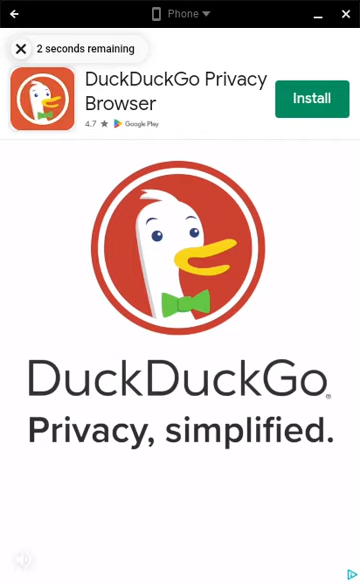 Phone
2 seconds remaining
DuckDuckGo Privacy
Browser
Install
4.7 ★ Google Play
DuckDuckGo®
Privacy, simplified.